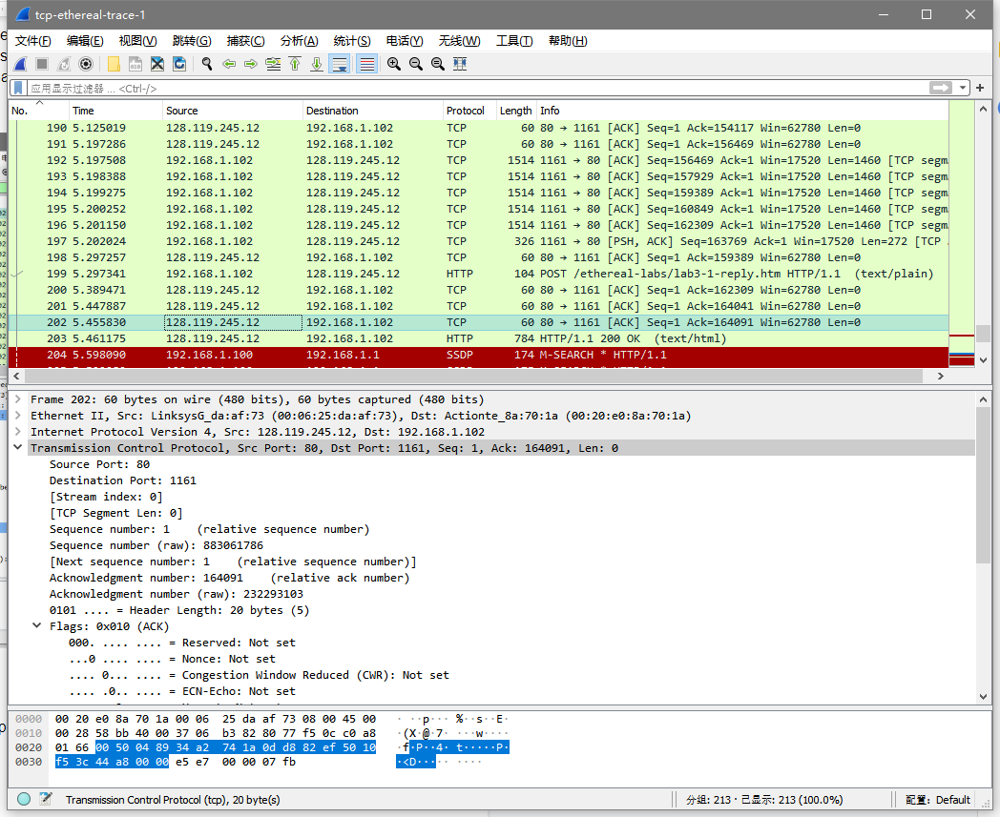 tcp-ethereal-trace-1
文件(F) 编辑(E) 视图(V) 跳转(G) 捕获(C) 分析(A) 统计(S) 电话(Y) 无线(W) 工具(T) 帮助(H)
应用显示过滤器 … <Ctrl-/>
No. Time Source Destination Protocol Length Info
190 5.125019 128.119.245.12 192.168.1.102 TCP 60 80 → 1161 [ACK] Seq=1 Ack=154117 Win=62780 Len=0
191 5.197286 128.119.245.12 192.168.1.102 TCP 60 80 → 1161 [ACK] Seq=1 Ack=156469 Win=62780 Len=0
192 5.197508 192.168.1.102 128.119.245.12 TCP 1514 1161 → 80 [ACK] Seq=156469 Ack=1 Win=17520 Len=1460 [TCP segm
193 5.198388 192.168.1.102 128.119.245.12 TCP 1514 1161 → 80 [ACK] Seq=157929 Ack=1 Win=17520 Len=1460 [TCP segm
194 5.199275 192.168.1.102 128.119.245.12 TCP 1514 1161 → 80 [ACK] Seq=159389 Ack=1 Win=17520 Len=1460 [TCP segm
195 5.200252 192.168.1.102 128.119.245.12 TCP 1514 1161 → 80 [ACK] Seq=160849 Ack=1 Win=17520 Len=1460 [TCP segm
196 5.201150 192.168.1.102 128.119.245.12 TCP 1514 1161 → 80 [ACK] Seq=162309 Ack=1 Win=17520 Len=1460 [TCP segm
197 5.202024 192.168.1.102 128.119.245.12 TCP 326 1161 → 80 [PSH, ACK] Seq=163769 Ack=1 Win=17520 Len=272 [TCP
198 5.297257 128.119.245.12 192.168.1.102 TCP 60 80 → 1161 [ACK] Seq=1 Ack=159389 Win=62780 Len=0
199 5.297341 192.168.1.102 128.119.245.12 HTTP 104 POST /ethereal-labs/lab3-1-reply.htm HTTP/1.1 (text/plain)
200 5.389471 128.119.245.12 192.168.1.102 TCP 60 80 → 1161 [ACK] Seq=1 Ack=162309 Win=62780 Len=0
201 5.447887 128.119.245.12 192.168.1.102 TCP 60 80 → 1161 [ACK] Seq=1 Ack=164041 Win=62780 Len=0
202 5.455830 128.119.245.12 192.168.1.102 TCP 60 80 → 1161 [ACK] Seq=1 Ack=164091 Win=62780 Len=0
203 5.461175 128.119.245.12 192.168.1.102 HTTP 784 HTTP/1.1 200 OK (text/html)
204 5.598090 192.168.1.100 192.168.1.1 SSDP 174 M-SEARCH * HTTP/1.1
Frame 202: 60 bytes on wire (480 bits), 60 bytes captured (480 bits)
Ethernet II, Src: LinksysG_da:af:73 (00:06:25:da:af:73), Dst: Actionte_8a:70:1a (00:20:e0:8a:70:1a)
Internet Protocol Version 4, Src: 128.119.245.12, Dst: 192.168.1.102
Transmission Control Protocol, Src Port: 80, Dst Port: 1161, Seq: 1, Ack: 164091, Len: 0
Source Port: 80
Destination Port: 1161
[Stream index: 0]
[TCP Segment Len: 0]
Sequence number: 1 (relative sequence number)
Sequence number (raw): 883061786
[Next sequence number: 1 (relative sequence number)]
Acknowledgment number: 164091 (relative ack number)
Acknowledgment number (raw): 232293103
0101 .... = Header Length: 20 bytes (5)
Flags: 0x010 (ACK)
000. .... .... = Reserved: Not set
...0 .... .... = Nonce: Not set
.... 0... .... = Congestion Window Reduced (CWR): Not set
.... .0.. .... = ECN-Echo: Not set
0000 00 20 e0 8a 70 1a 00 06 25 da af 73 08 00 45 00 · ··p··· %··s··E·
0010 00 28 58 bb 40 00 37 06 b3 82 80 77 f5 0c c0 a8 ·(X·@·7· ···w····
0020 01 66 00 50 04 89 34 a2 74 1a 0d d8 82 ef 50 10 ·f·P··4· t·····P·
0030 f5 3c 44 a8 00 00 e5 e7 00 00 07 fb ·<D····· ····
Transmission Control Protocol (tcp), 20 byte(s) 分组: 213 · 已显示: 213 (100.0%) 配置: Default